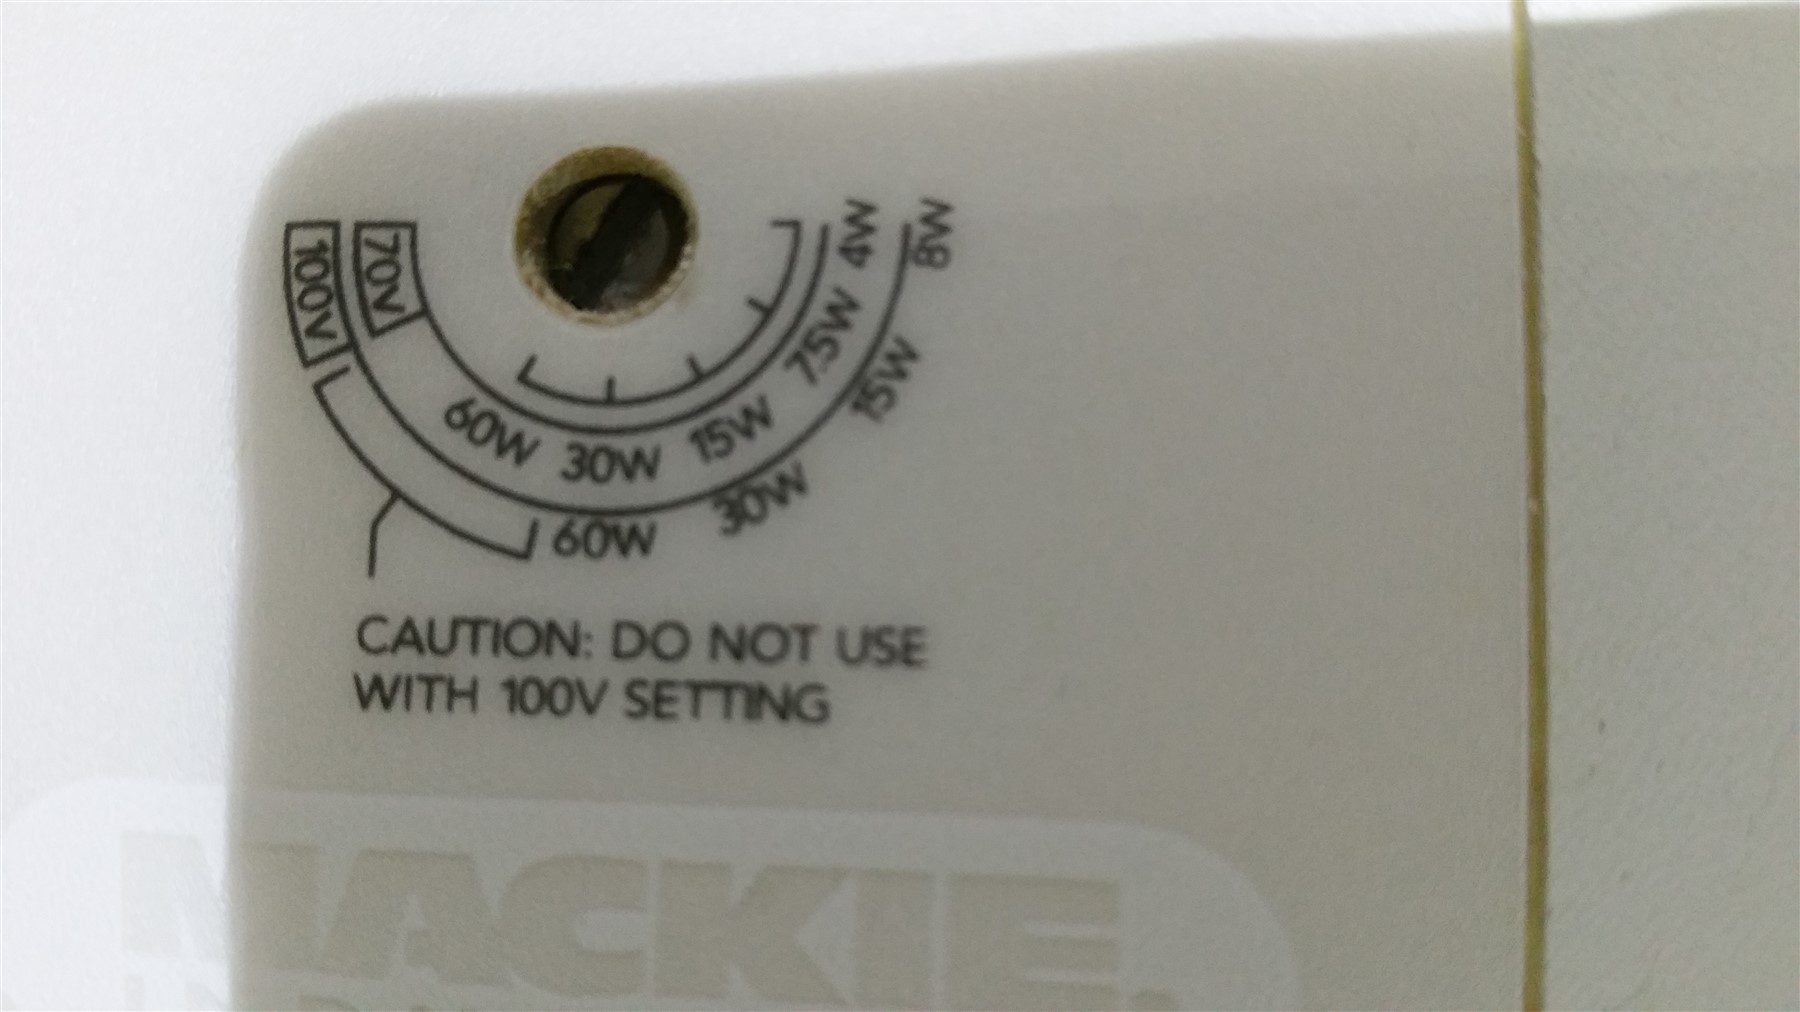 100V
70V
60W 30W 15W 7.5W 4W
60W 30W 15W 8W
CAUTION: DO NOT USE
WITH 100V SETTING
MACKIE.